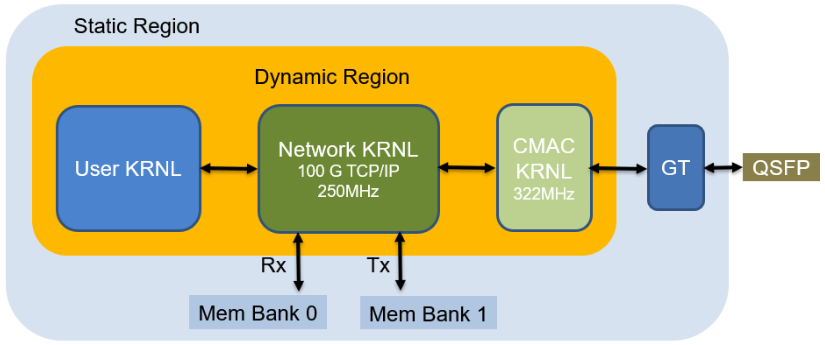 Static Region
Dynamic Region
User KRNL
Network KRNL
100 G TCP/IP
250MHz
CMAC
KRNL
322MHz
GT
QSFP
Rx
Tx
Mem Bank 0
Mem Bank 1